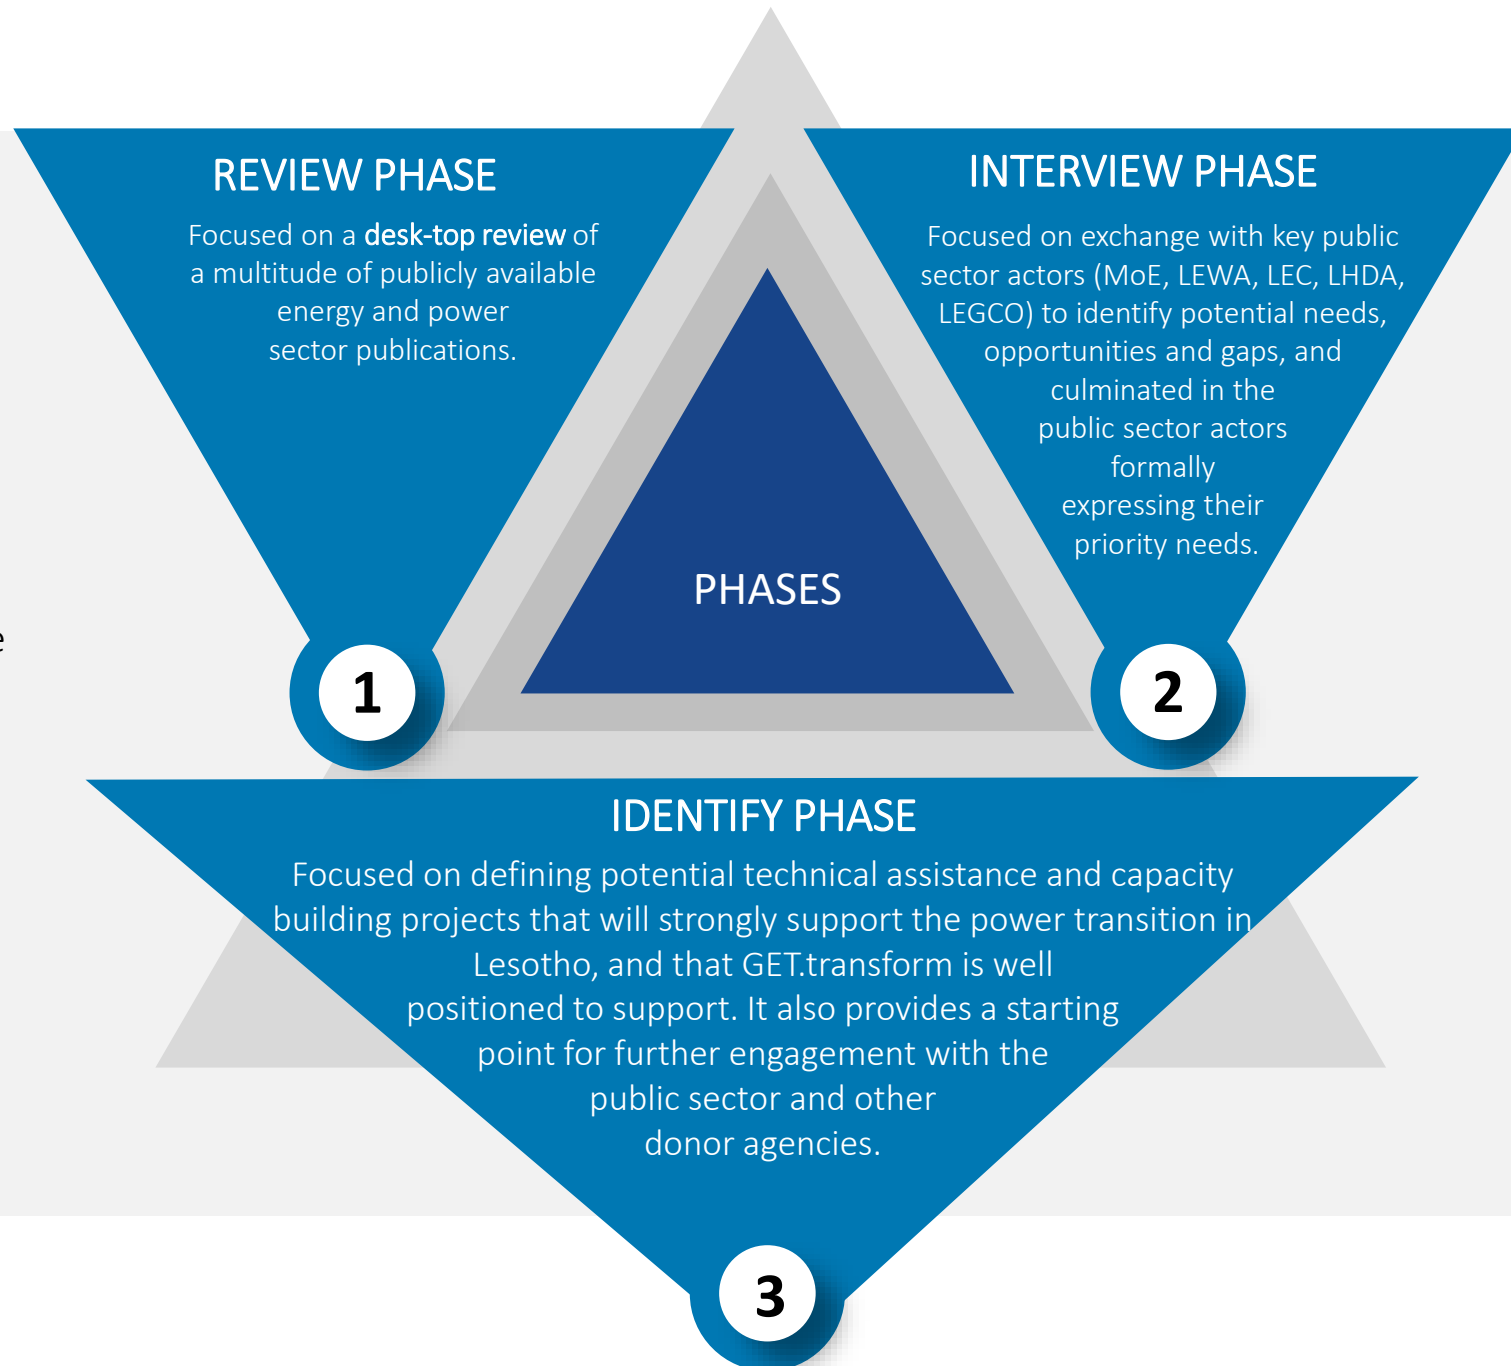 REVIEW PHASE
Focused on a desk-top review of
a multitude of publicly available
energy and power
sector publications.
1
INTERVIEW PHASE
Focused on exchange with key public
sector actors (MoE, LEWA, LEC, LHDA,
LEGCO) to identify potential needs,
opportunities and gaps, and
culminated in the
public sector actors
formally
expressing their
priority needs.
2
PHASES
e
IDENTIFY PHASE
Focused on defining potential technical assistance and capacity
building projects that will strongly support the power transition in
Lesotho, and that GET.transform is well
positioned to support. It also provides a starting
point for further engagement with the
public sector and other
donor agencies.
3